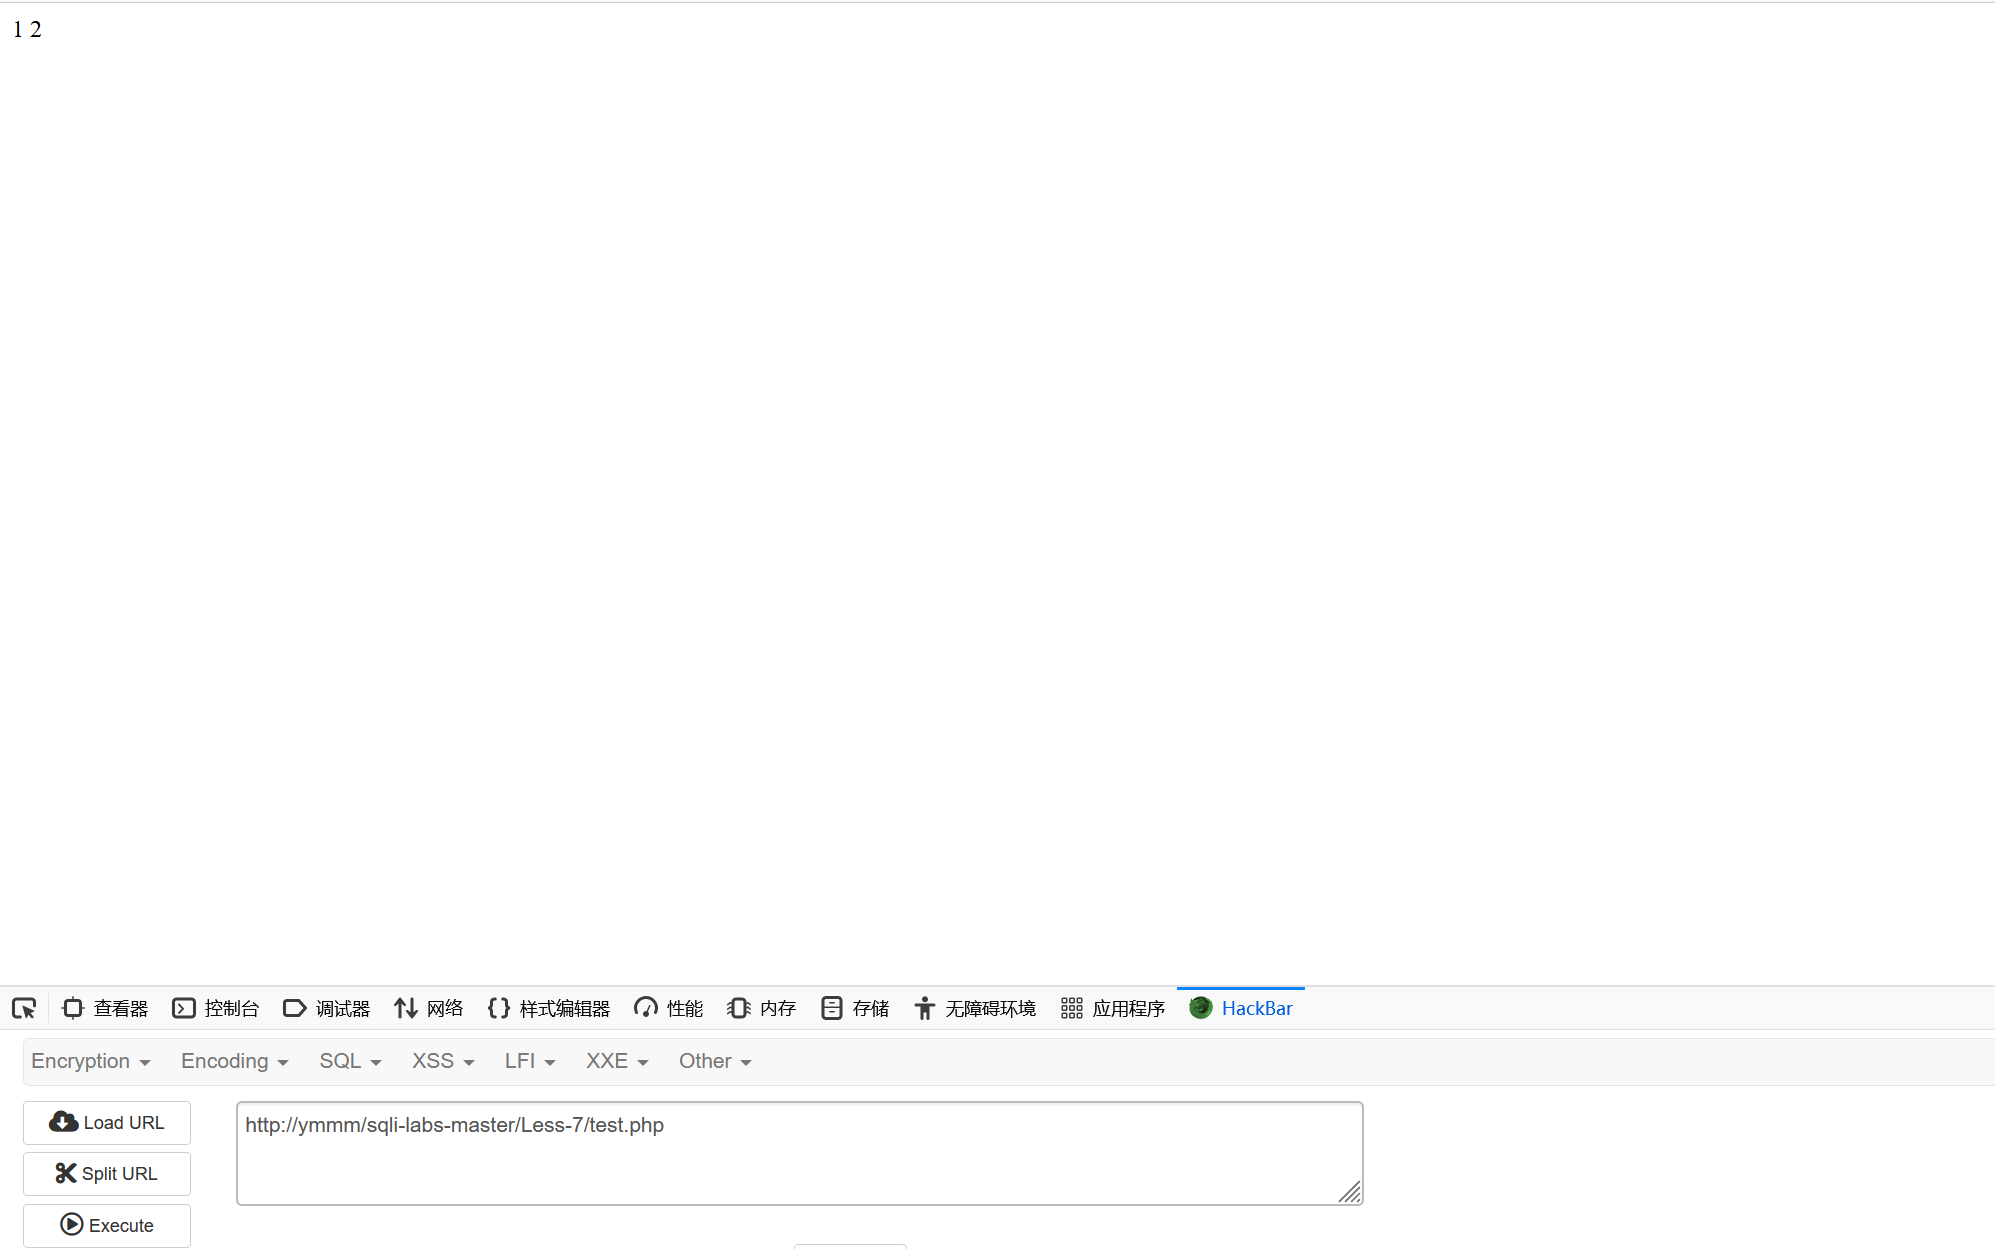 1 2
查看器 控制台 调试器 网络 样式编辑器 性能 内存 存储 无障碍环境 应用程序 HackBar
Encryption Encoding SQL XSS LFI XXE Other
Load URL
http://ymmm/sqli-labs-master/Less-7/test.php
Split URL
Execute